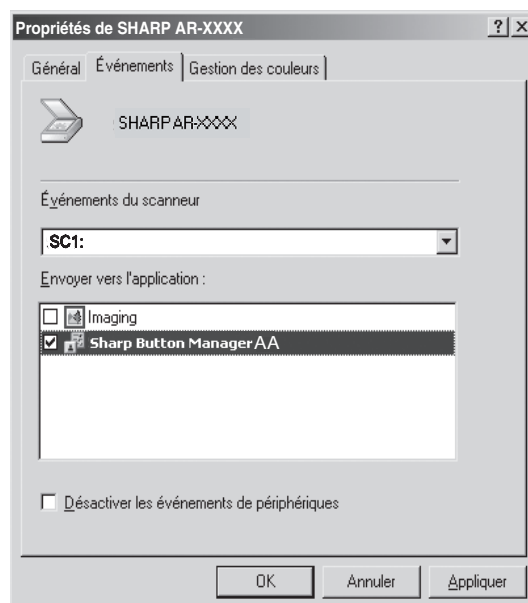 Propriétés de SHARP AR-XXXX
Général Événements Gestion des couleurs
SHARP AR-XXXX
Événements du scanneur
SC1:
Envoyer vers l'application :
Imaging
Sharp Button Manager AA
Désactiver les événements de périphériques
OK Annuler Appliquer